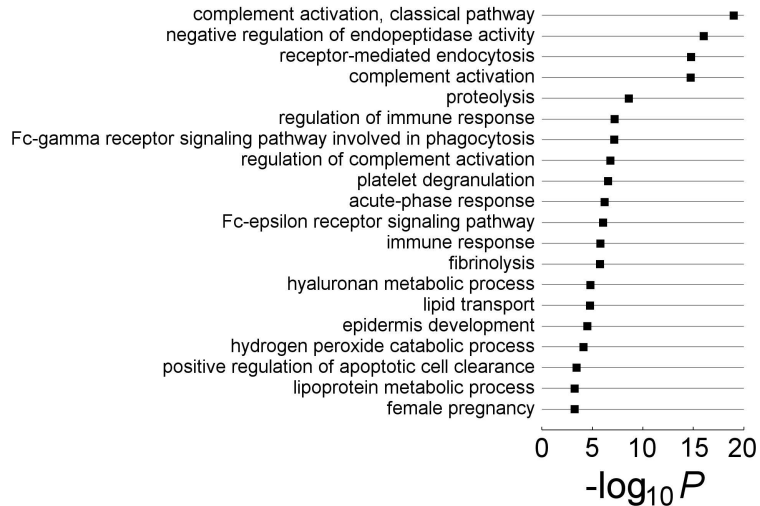 complement activation, classical pathway
negative regulation of endopeptidase activity
receptor-mediated endocytosis
complement activation
proteolysis
regulation of immune response
Fc-gamma receptor signaling pathway involved in phagocytosis
regulation of complement activation
platelet degranulation
acute-phase response
Fc-epsilon receptor signaling pathway
immune response
fibrinolysis
hyaluronan metabolic process
lipid transport
epidermis development
hydrogen peroxide catabolic process
positive regulation of apoptotic cell clearance
lipoprotein metabolic process
female pregnancy
0 5 10 15 20
-log10 P